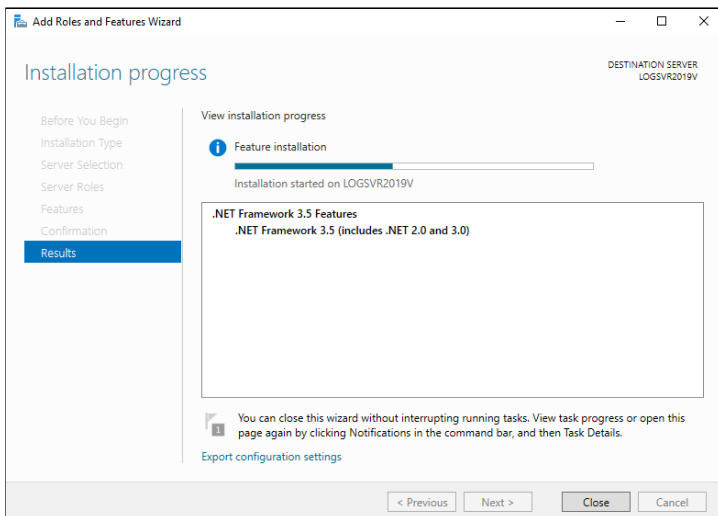 Add Roles and Features Wizard
Installation progress
DESTINATION SERVER
LOGSVR2019V
Before You Begin
Installation Type
Server Selection
Server Roles
Features
Confirmation
Results
View installation progress
Feature installation
Installation started on LOGSVR2019V
.NET Framework 3.5 Features
.NET Framework 3.5 (includes .NET 2.0 and 3.0)
1
You can close this wizard without interrupting running tasks. View task progress or open this
page again by clicking Notifications in the command bar, and then Task Details.
Export configuration settings
< Previous
Next >
Close
Cancel